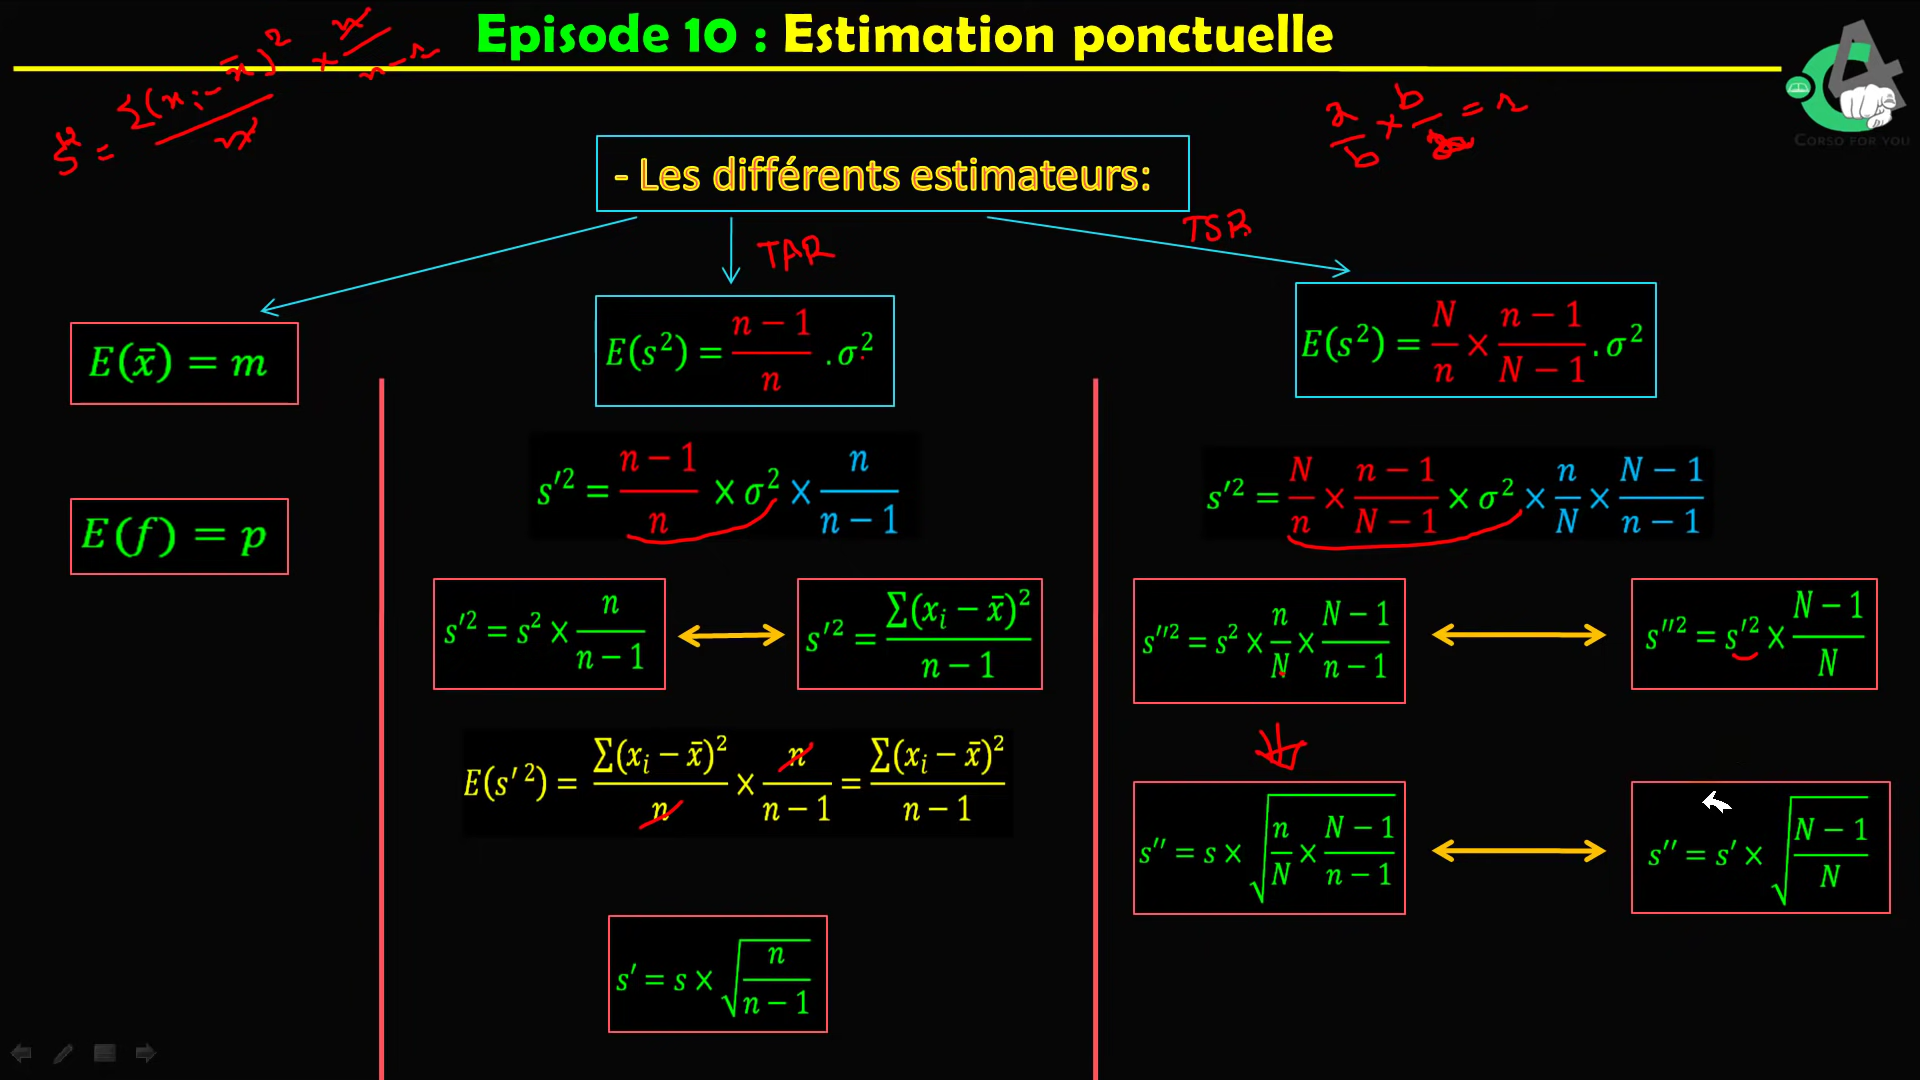 Episode 10 : Estimation ponctuelle
CORSO FOR YOU
- Les différents estimateurs:
TAR
TSR
E(x̄) = m
E(f) = p
E(s²) = (n − 1)/n . σ²
s′² = (n − 1)/n × σ² × n/(n − 1)
s′² = s² × n/(n − 1)
s′² = ∑(xᵢ − x̄)²/(n − 1)
E(s′ ²) = ∑(xᵢ − x̄)²/n × n/(n − 1) = ∑(xᵢ − x̄)²/(n − 1)
s′ = s × √(n/(n − 1))
E(s²) = N/n × (n − 1)/(N − 1) . σ²
s′² = N/n × (n − 1)/(N − 1) × σ² × n/N × (N − 1)/(n − 1)
s″² = s² × n/N × (N − 1)/(n − 1)
s″² = s′² × (N − 1)/N
s″ = s × √(n/N × (N − 1)/(n − 1))
s″ = s′ × √((N − 1)/N)